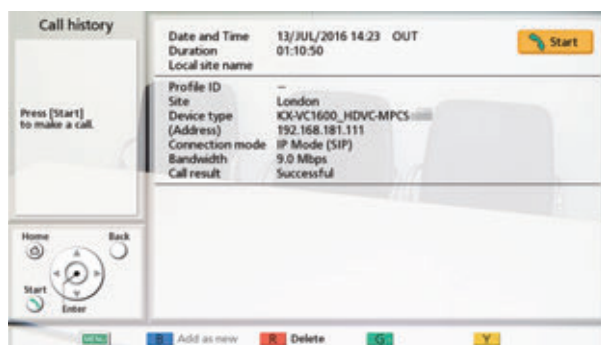 Call history
Press [Start]
to make a call.
Date and Time 13/JUL/2016 14:23 OUT
Duration 01:10:50
Local site name
Start
Profile ID --
Site London
Device type KX-VC1600_HDVC-MPCS
(Address) 192.168.181.111
Connection mode IP Mode (SIP)
Bandwidth 9.0 Mbps
Call result Successful
Home Back
Start
Enter
MENU B Add as new R Delete G Y